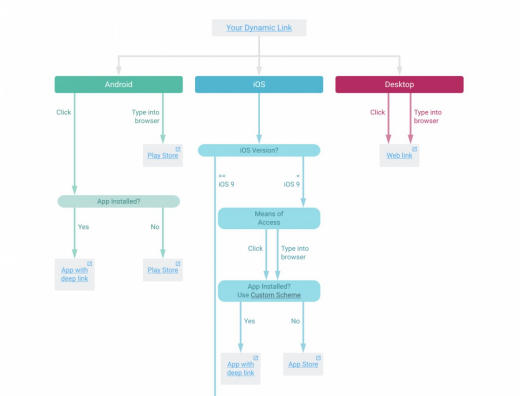 Your Dynamic Link
Android
iOS
Desktop
Click
Type into
browser
Click
Type into
browser
Play Store
iOS Version?
Web link
>=
iOS 9
<
iOS 9
App Installed?
Means of
Access
Yes
No
Click
Type into
browser
App with
deep link
Play Store
App Installed?
Use Custom Scheme
Yes
No
App with
deep link
App Store